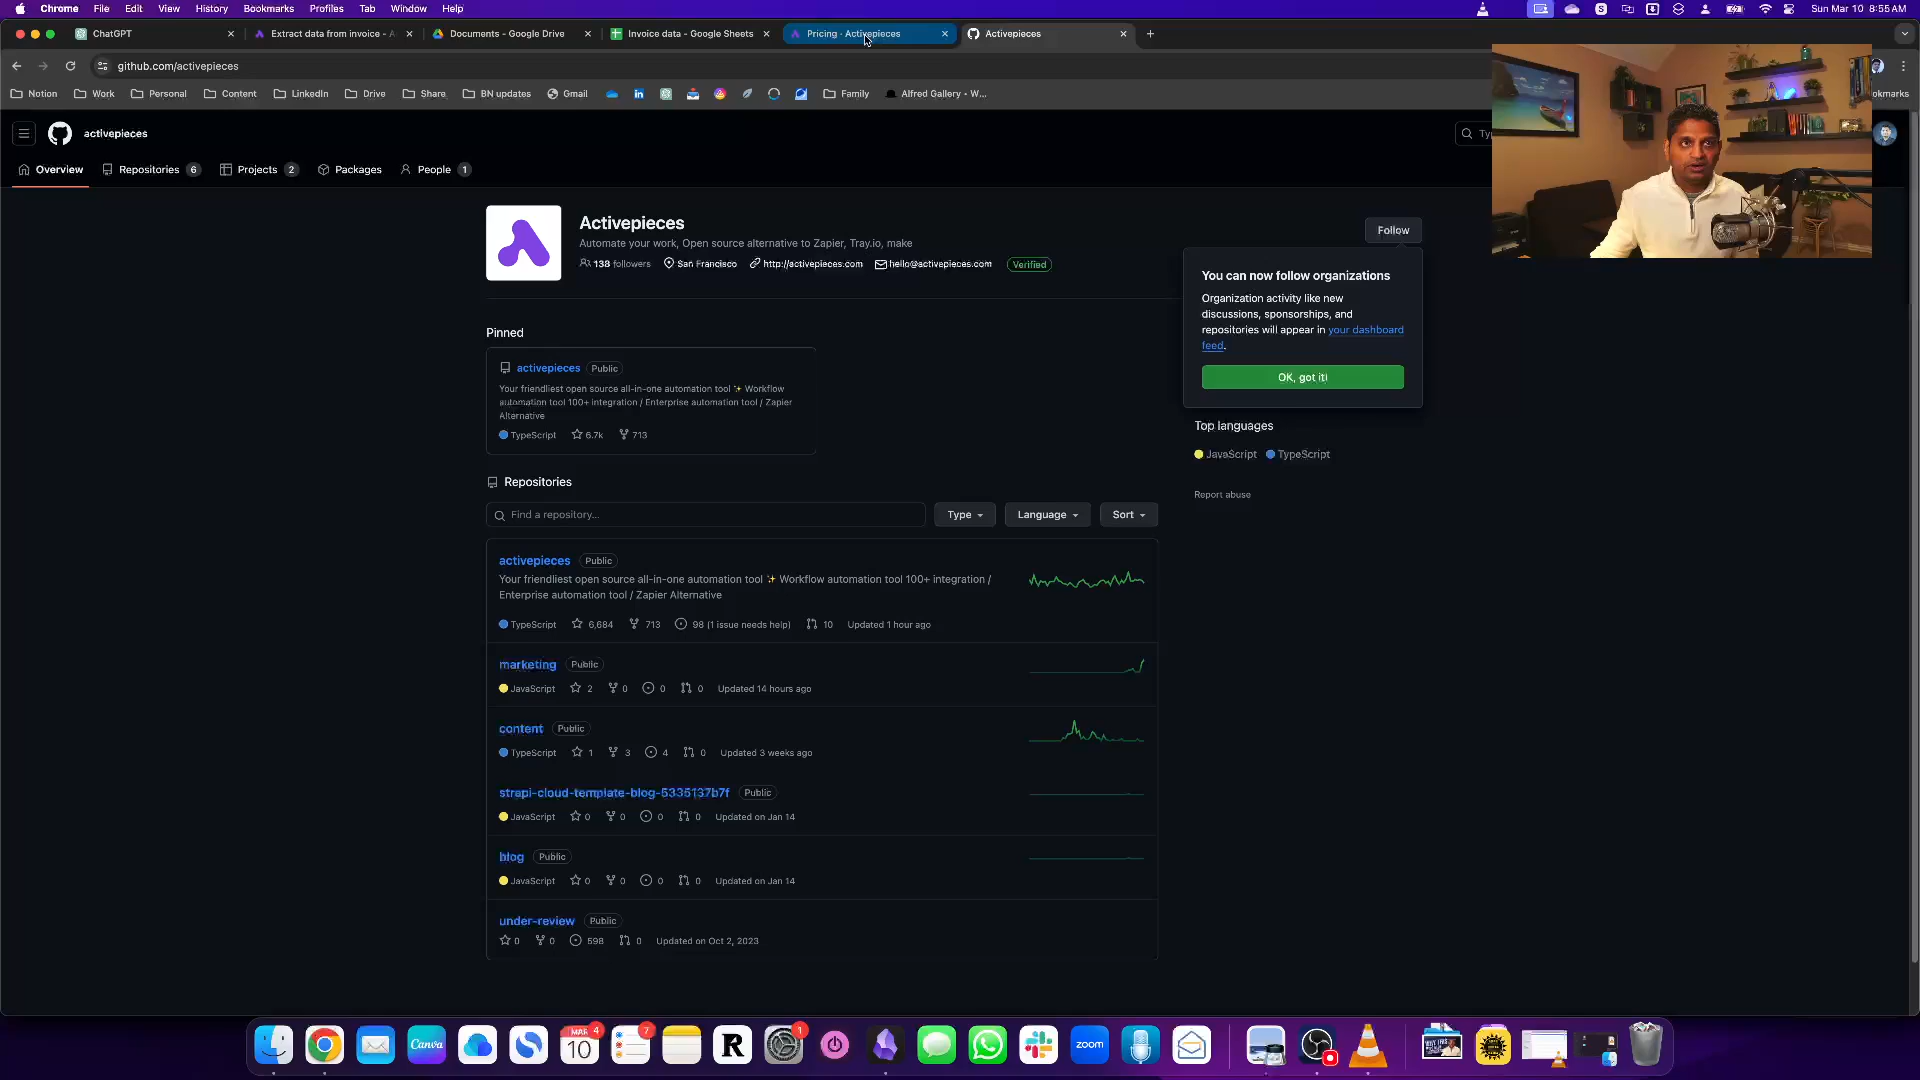 Chrome File Edit View History Bookmarks Profiles Tab Window Help
Sun Mar 10 8:55 AM
ChatGPT
Extract data from invoice - A
Documents - Google Drive
Invoice data - Google Sheets
Pricing - Activepieces
Activepieces
github.com/activepieces
Notion
Work
Personal
Content
LinkedIn
Drive
Share
BN updates
Gmail
Family
Alfred Gallery - W...
activepieces
Overview
Repositories 6
Projects 2
Packages
People 1
Activepieces
Automate your work, Open source alternative to Zapier, Tray.io, make
138 followers San Francisco http://activepieces.com hello@activepieces.com Verified
Follow
You can now follow organizations
Organization activity like new
discussions, sponsorships, and
repositories will appear in your dashboard
feed.
OK, got it!
Pinned
activepieces Public
Your friendliest open source all-in-one automation tool ✨ Workflow
automation tool 100+ integration / Enterprise automation tool / Zapier
Alternative
TypeScript 6.7k 713
Top languages
JavaScript TypeScript
Report abuse
Repositories
Find a repository...
Type
Language
Sort
activepieces Public
Your friendliest open source all-in-one automation tool ✨ Workflow automation tool 100+ integration /
Enterprise automation tool / Zapier Alternative
TypeScript 6,684 713 98 (1 issue needs help) 10 Updated 1 hour ago
marketing Public
JavaScript 2 0 0 0 Updated 14 hours ago
content Public
TypeScript 1 3 4 0 Updated 3 weeks ago
strapi-cloud-template-blog-5335137b7f Public
JavaScript 0 0 0 0 Updated on Jan 14
blog Public
JavaScript 0 0 0 0 Updated on Jan 14
under-review Public
0 0 598 0 Updated on Oct 2, 2023
Canva
MAR 4
10
7
R
1
zoom